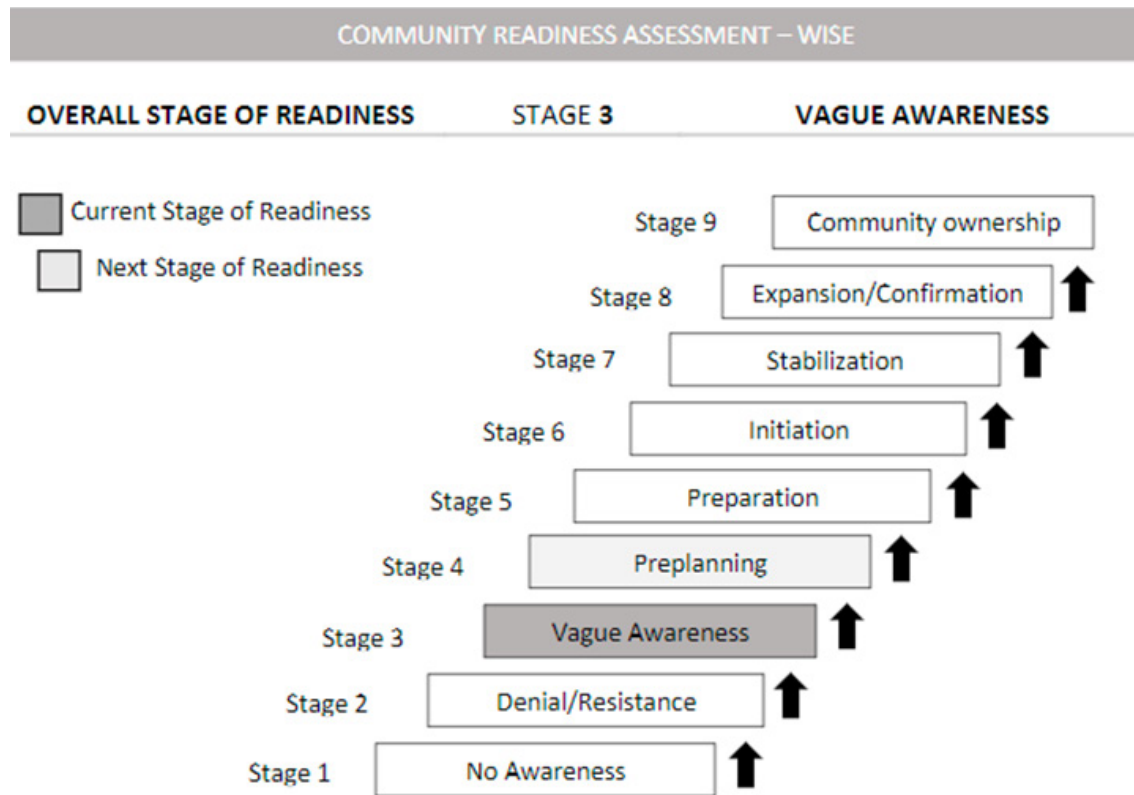 COMMUNITY READINESS ASSESSMENT – WISE
OVERALL STAGE OF READINESS STAGE 3 VAGUE AWARENESS
Current Stage of Readiness
Next Stage of Readiness
Stage 9 Community ownership
Stage 8 Expansion/Confirmation
Stage 7 Stabilization
Stage 6 Initiation
Stage 5 Preparation
Stage 4 Preplanning
Stage 3 Vague Awareness
Stage 2 Denial/Resistance
Stage 1 No Awareness